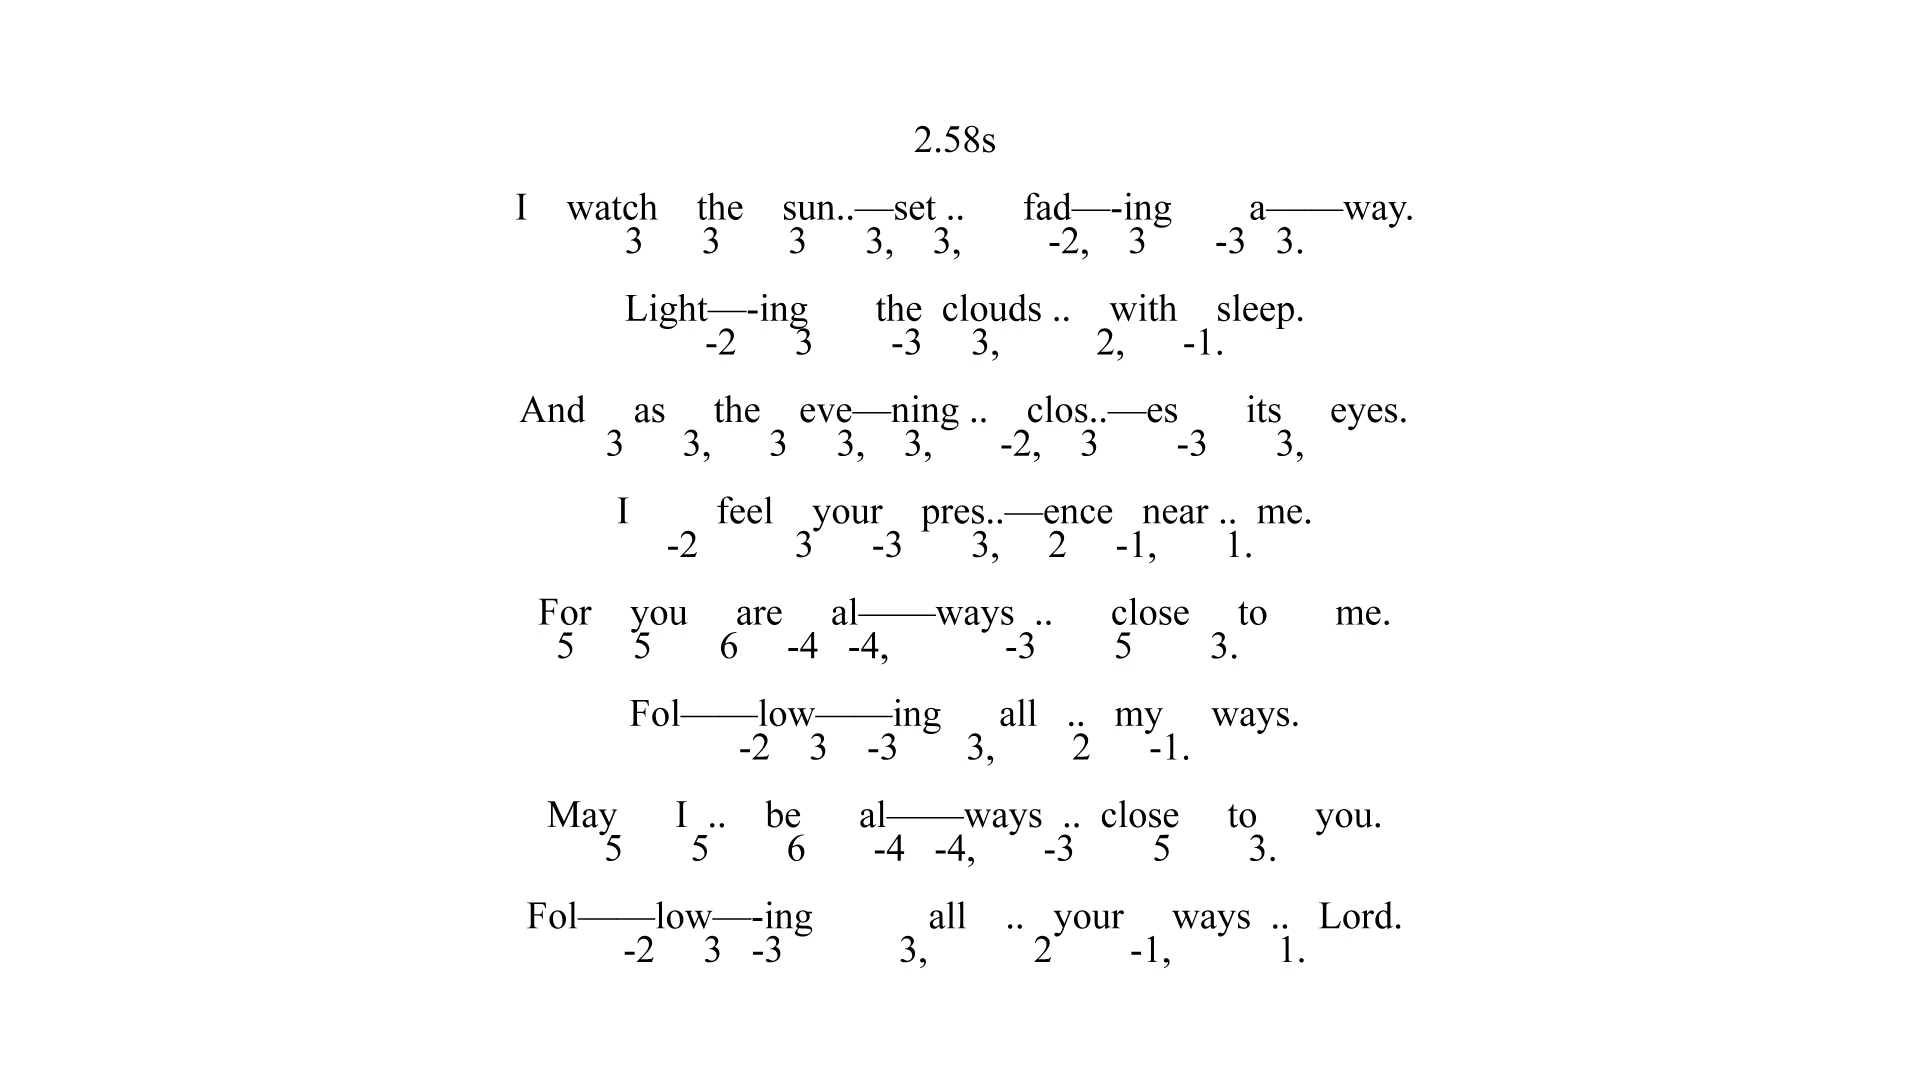 2.58s
I watch the sun..—set .. fad—-ing a——way.
3 3 3 3, 3, -2, 3 -3 3.
Light—-ing the clouds .. with sleep.
-2 3 -3 3, 2, -1.
And as the eve—ning .. clos..—es its eyes.
3 3, 3 3, 3, -2, 3 -3 3,
I feel your pres..—ence near .. me.
-2 3 -3 3, 2 -1, 1.
For you are al——ways .. close to me.
5 5 6 -4 -4, -3 5 3.
Fol——low——ing all .. my ways.
-2 3 -3 3, 2 -1.
May I .. be al——ways .. close to you.
5 5 6 -4 -4, -3 5 3.
Fol——low—-ing all .. your ways .. Lord.
-2 3 -3 3, 2 -1, 1.